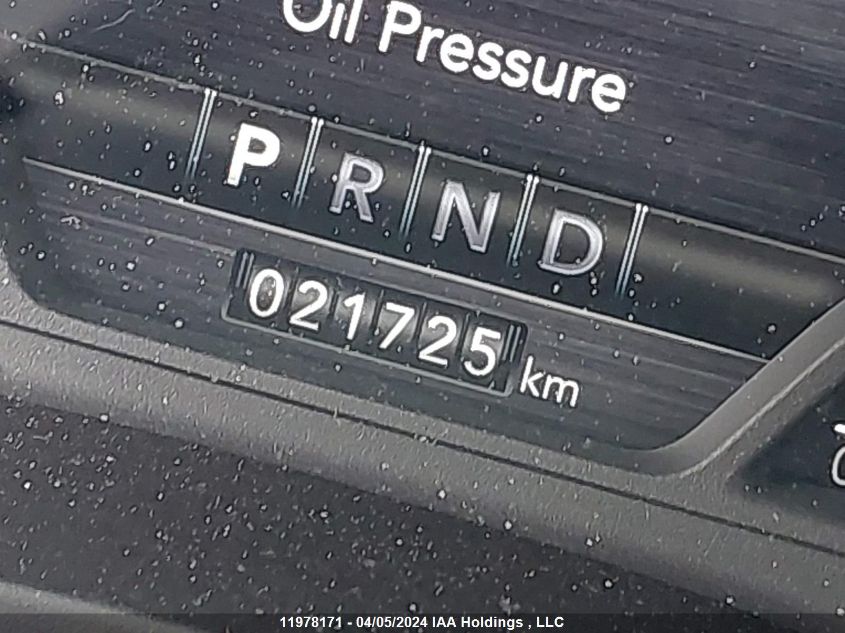 Oil Pressure
P R N D
021725 km
11978171 - 04/05/2024 IAA Holdings , LLC